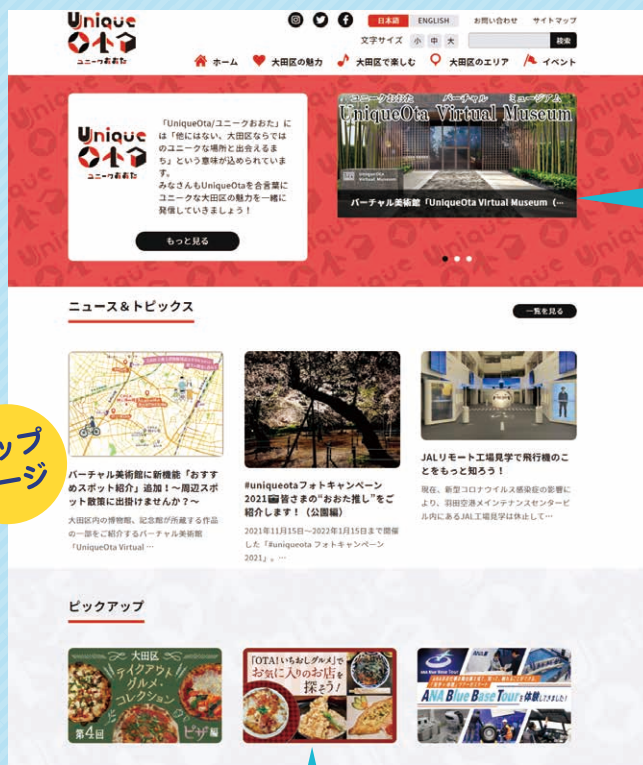 Unique
ユニークおおた
日本語 ENGLISH お問い合わせ サイトマップ
文字サイズ 小 中 大 検索
ホーム 大田区の魅力 大田区で楽しむ 大田区のエリア イベント
Unique
ユニークおおた
「UniqueOta/ユニークおおた」に
は「他にはない、大田区ならでは
のユニークな場所と出会えるま
ち」という意味が込められていま
す。
みなさんもUniqueOtaを合言葉に
ユニークな大田区の魅力を一緒に
発信していきましょう！
もっと見る
ユニークおおた バーチャル ミュージアム
UniqueOta Virtual Museum
UniqueOta
Virtual Museum
バーチャル美術館「UniqueOta Virtual Museum（…
ニュース＆トピックス
一覧を見る
ップ
ージ
バーチャル美術館に新機能「おすす
めスポット紹介」追加！～周辺スポ
ット散策に出掛けませんか？～
大田区内の博物館、記念館が所蔵する作品
の一部をご紹介するバーチャル美術館
「UniqueOta Virtual …
#uniqueotaフォトキャンペーン
2021📷皆さまの“おおた推し”をご
紹介します！（公園編）
2021年11月15日～2022年1月15日まで開催
した「#uniqueota フォトキャンペーン
2021」。…
JALリモート工場見学で飛行機のこ
とをもっと知ろう！
現在、新型コロナウイルス感染症の影響に
より、羽田空港メインテナンスセンタービ
ル内にあるJAL工場見学は休止して…
ピックアップ
大田区
テイクアウト
グルメ・
コレクション
第4回 ピザ編
「OTA!いちおしグルメ」で
お気に入りのお店を
探そう！
ANA Blue Base Tourを体験してきました！